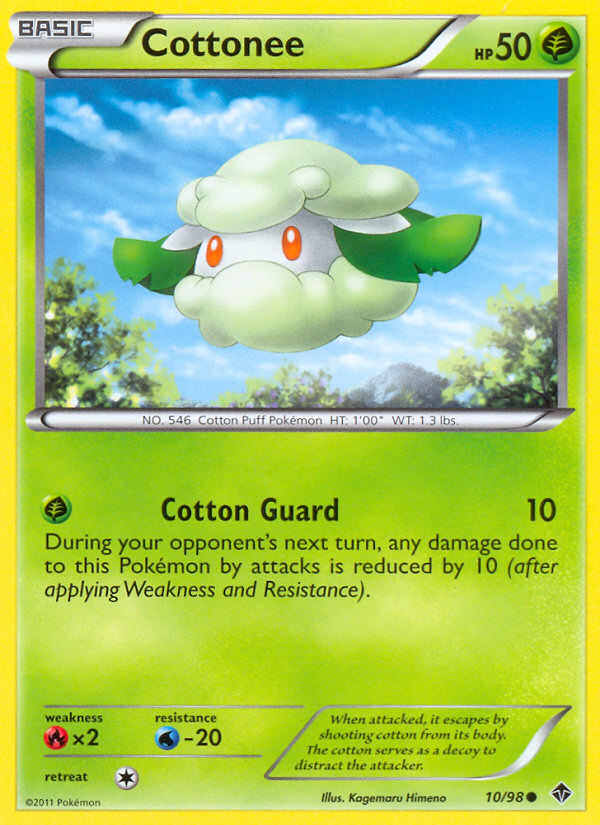 BASIC
Cottonee
HP 50
NO. 546 Cotton Puff Pokémon HT: 1'00" WT: 1.3 lbs.
Cotton Guard 10
During your opponent's next turn, any damage done
to this Pokémon by attacks is reduced by 10 (after
applying Weakness and Resistance).
weakness resistance
×2 -20
When attacked, it escapes by
shooting cotton from its body.
The cotton serves as a decoy to
distract the attacker.
retreat
©2011 Pokémon
Illus. Kagemaru Himeno
10/98